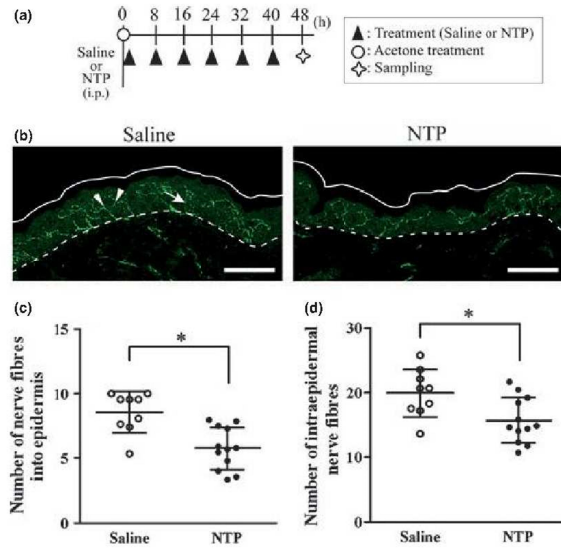 (a)
0 8 16 24 32 40 48 (h)
Saline
or
NTP
(i.p.)
: Treatment (Saline or NTP)
: Acetone treatment
: Sampling
(b)
Saline NTP
(c)
Number of nerve fibres
into epidermis
15
10
5
0
*
Saline NTP
(d)
Number of intraepidermal
nerve fibres
30
20
10
0
*
Saline NTP